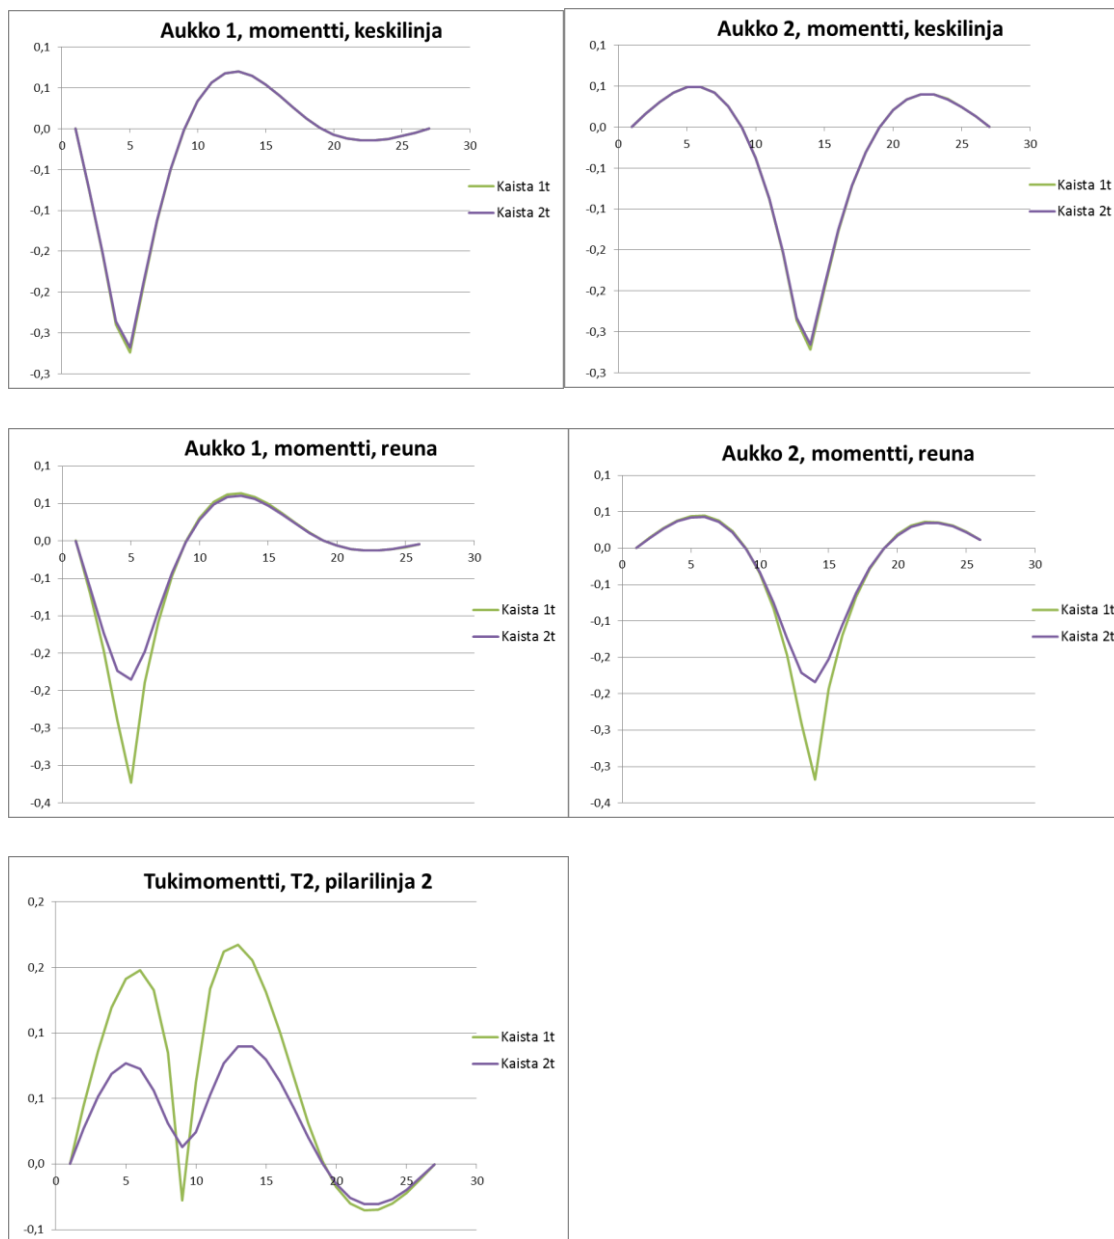 Aukko 1, momentti, keskilinja
0,1
0,1
0,0
0 5 10 15 20 25 30
-0,1
-0,1
-0,2
-0,2
-0,3
-0,3
Kaista 1t
Kaista 2t
Aukko 2, momentti, keskilinja
0,1
0,1
0,0
0 5 10 15 20 25 30
-0,1
-0,1
-0,2
-0,2
-0,3
-0,3
Kaista 1t
Kaista 2t
Aukko 1, momentti, reuna
0,1
0,1
0,0
0 5 10 15 20 25 30
-0,1
-0,1
-0,2
-0,2
-0,3
-0,3
-0,4
Kaista 1t
Kaista 2t
Aukko 2, momentti, reuna
0,1
0,1
0,0
0 5 10 15 20 25 30
-0,1
-0,1
-0,2
-0,2
-0,3
-0,3
-0,4
Kaista 1t
Kaista 2t
Tukimomentti, T2, pilarilinja 2
0,2
0,2
0,1
0,1
0,0
0 5 10 15 20 25 30
-0,1
Kaista 1t
Kaista 2t